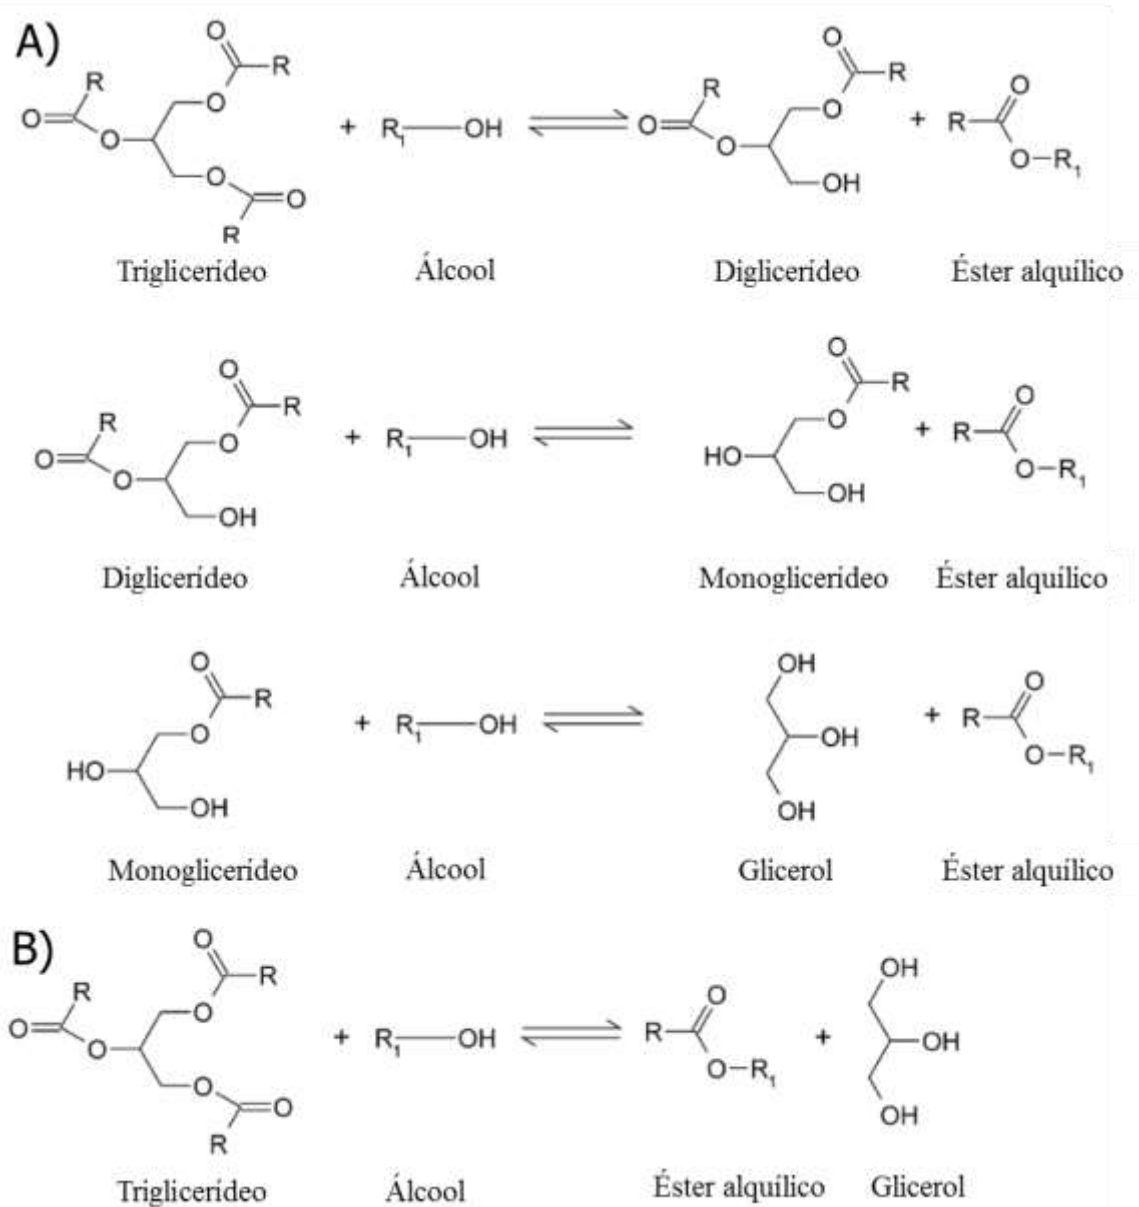 A)
O O
R R
R R O
O O
O + R₁ OH O + R
O O O R₁
O OH
O
R
Triglicerídeo Álcool Diglicerídeo Éster alquílico
O O
R R
R O
O + R₁ OH O + R
O HO O R₁
O OH
OH
Diglicerídeo Álcool Monoglicerídeo Éster alquílico
O OH O
R
O + R₁ OH OH + R
HO O R₁
OH OH
Monoglicerídeo Álcool Glicerol Éster alquílico
B)
O OH
R
R O
O O + R₁ OH R + OH
O O R₁
O
O OH
R
Triglicerídeo Álcool Éster alquílico Glicerol